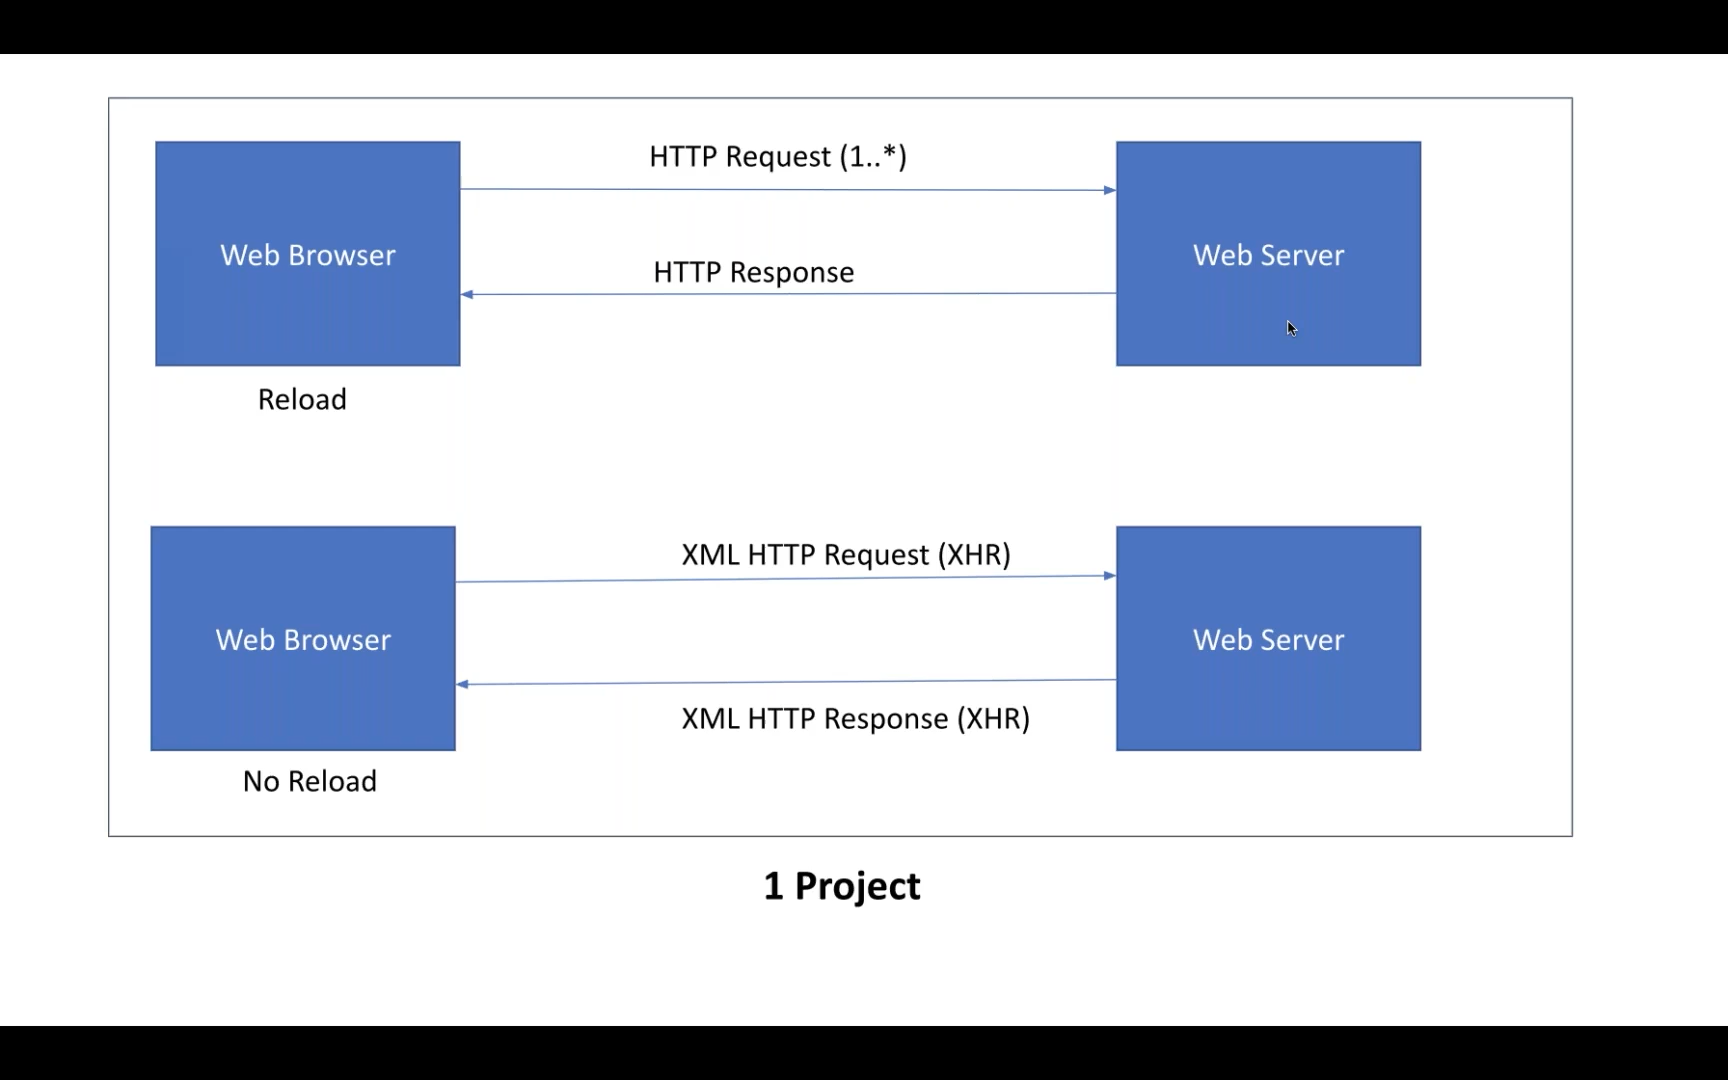 HTTP Request (1..*)
Web Browser
Web Server
HTTP Response
Reload
XML HTTP Request (XHR)
Web Browser
Web Server
XML HTTP Response (XHR)
No Reload
1 Project